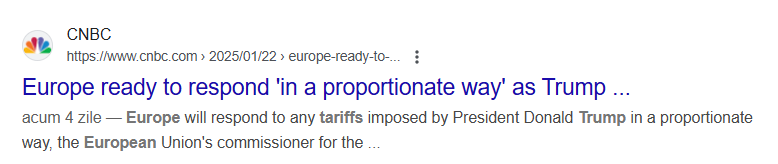 CNBC
https://www.cnbc.com › 2025/01/22 › europe-ready-to-...
Europe ready to respond 'in a proportionate way' as Trump ...
acum 4 zile — Europe will respond to any tariffs imposed by President Donald Trump in a proportionate
way, the European Union's commissioner for the ...